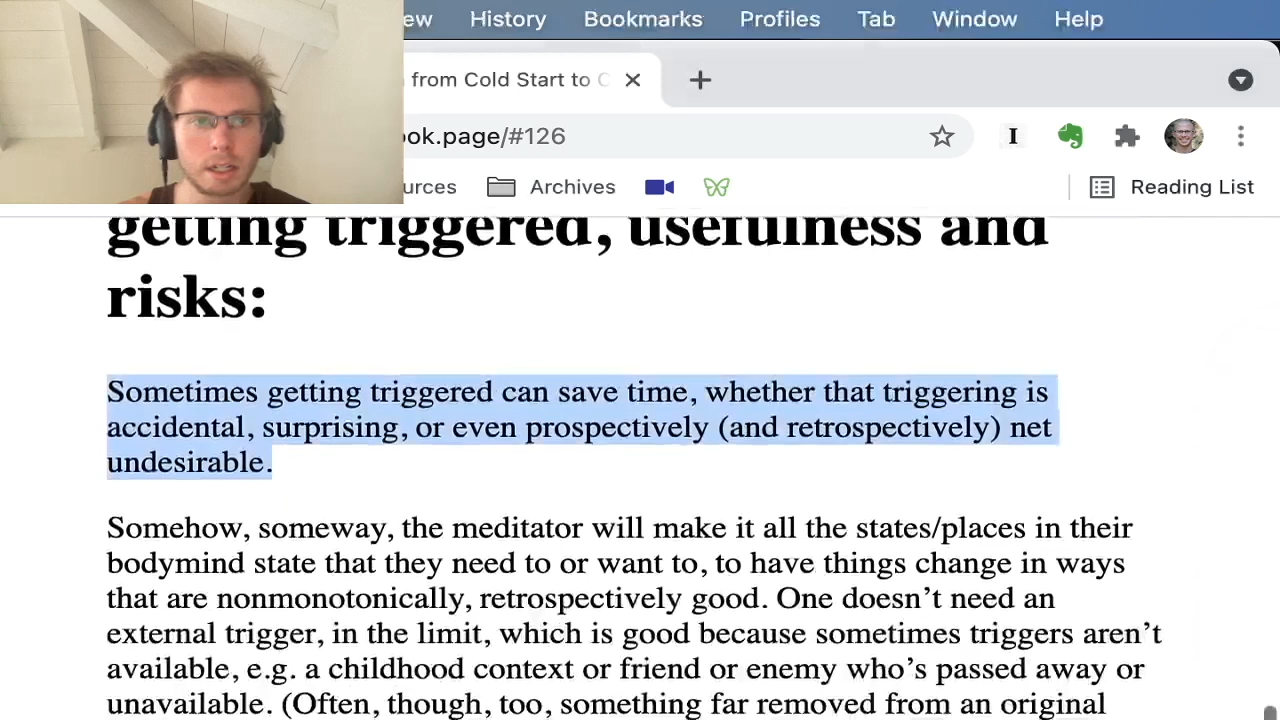 ew History Bookmarks Profiles Tab Window Help
from Cold Start to C
ook.page/#126
urces Archives Reading List
getting triggered, usefulness and
risks:
Sometimes getting triggered can save time, whether that triggering is
accidental, surprising, or even prospectively (and retrospectively) net
undesirable.
Somehow, someway, the meditator will make it all the states/places in their
bodymind state that they need to or want to, to have things change in ways
that are nonmonotonically, retrospectively good. One doesn’t need an
external trigger, in the limit, which is good because sometimes triggers aren’t
available, e.g. a childhood context or friend or enemy who’s passed away or
unavailable. (Often, though, too, something far removed from an original